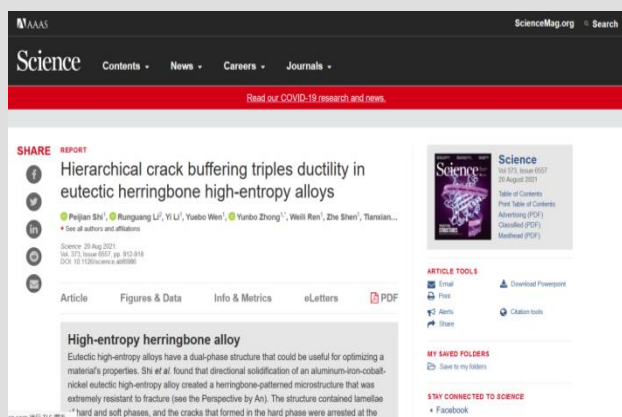 AAAS
ScienceMag.org
Search
Science
Contents
News
Careers
Journals
Read our COVID-19 research and news.
SHARE
REPORT
Hierarchical crack buffering triples ductility in
eutectic herringbone high-entropy alloys
Peijian Shi1, Runguang Li2, Yi Li1, Yuebo Wen1, Yunbo Zhong1,*, Weili Ren1, Zhe Shen1, Tianxian...
+ See all authors and affiliations
Science 20 Aug 2021:
Vol. 373, Issue 6557, pp. 912-918
DOI: 10.1126/science.abf6986
Article
Figures & Data
Info & Metrics
eLetters
PDF
High-entropy herringbone alloy
Eutectic high-entropy alloys have a dual-phase structure that could be useful for optimizing a
material's properties. Shi et al. found that directional solidification of an aluminum-iron-cobalt-
nickel eutectic high-entropy alloy created a herringbone-patterned microstructure that was
extremely resistant to fracture (see the Perspective by An). The structure contained lamellae
of hard and soft phases, and the cracks that formed in the hard phase were arrested at the
Science
Science
Vol 373, Issue 6557
20 August 2021
Table of Contents
Print Table of Contents
Advertising (PDF)
Classified (PDF)
Masthead (PDF)
ARTICLE TOOLS
Email
Download Powerpoint
Print
Alerts
Citation tools
Share
MY SAVED FOLDERS
Save to my folders
STAY CONNECTED TO SCIENCE
Facebook